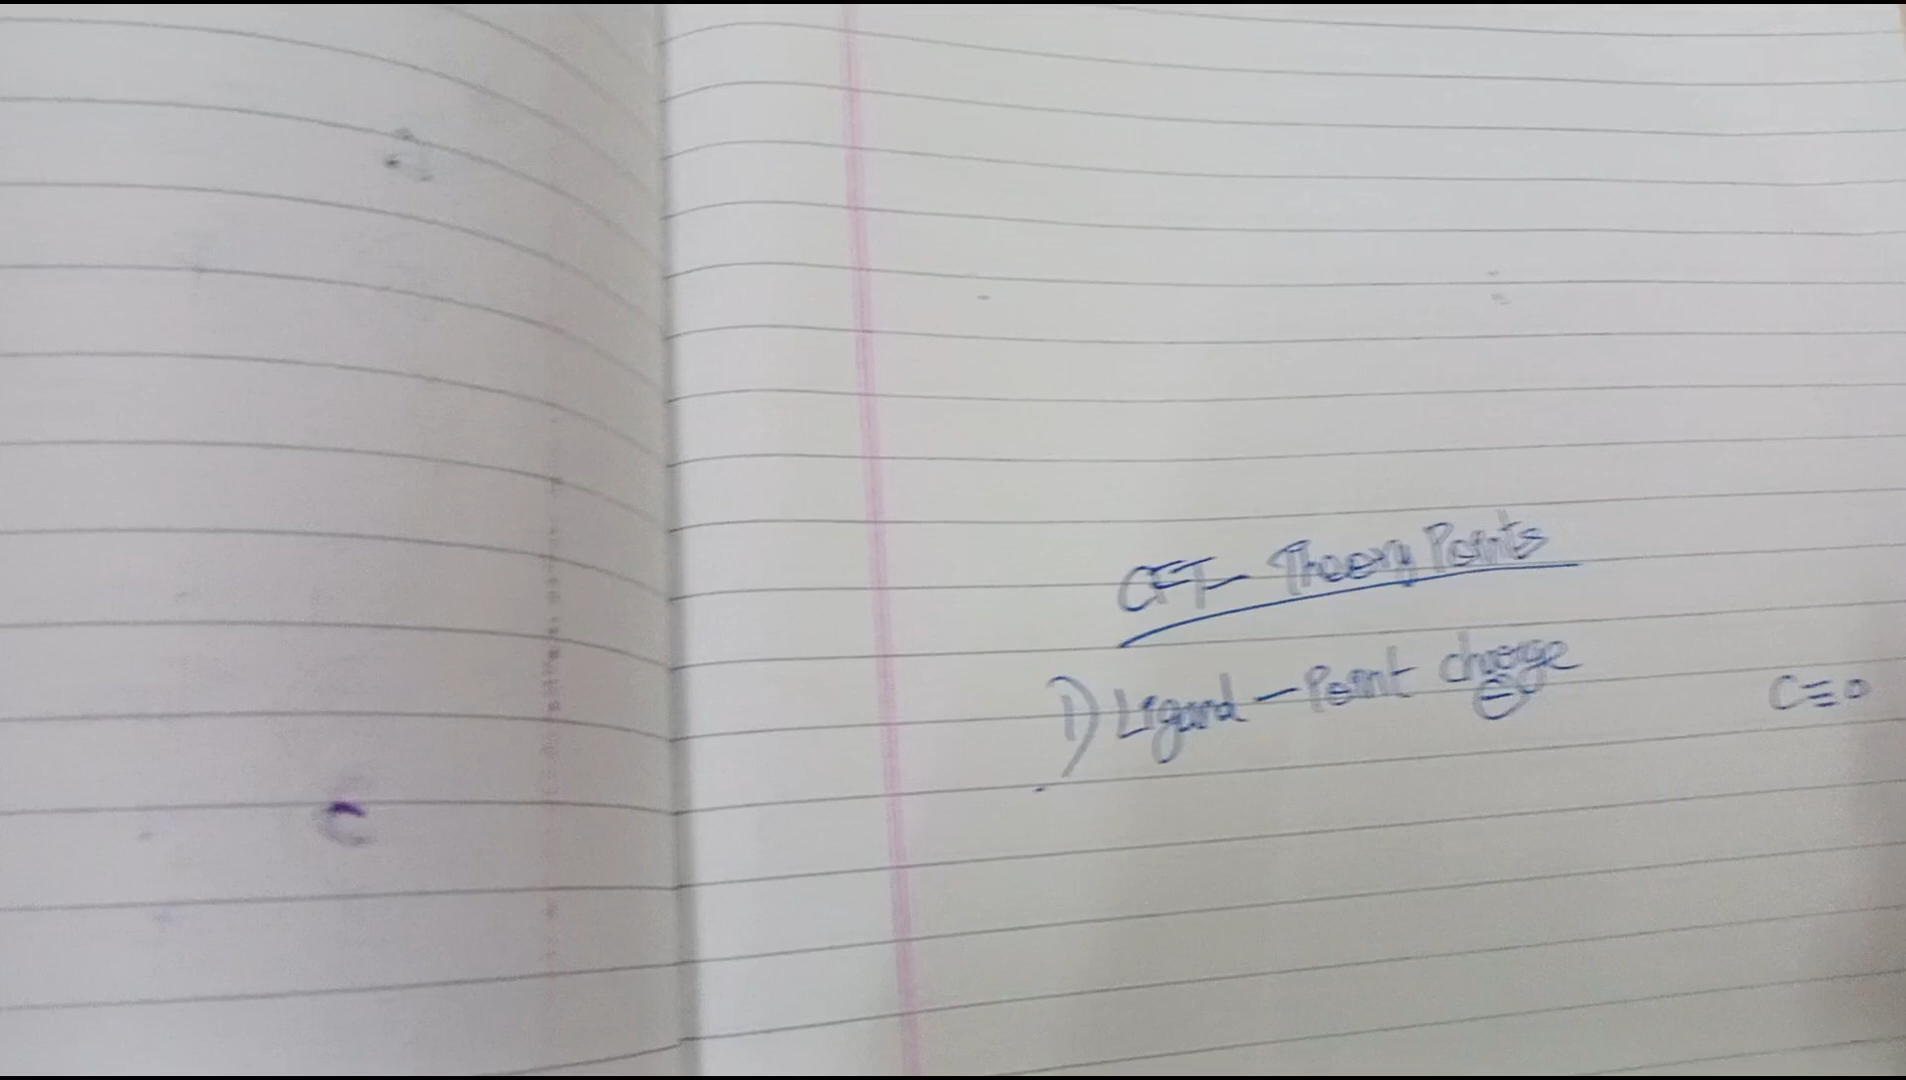 CFT - Theory Points
1) Ligand - Point charge
⊖
C≡O